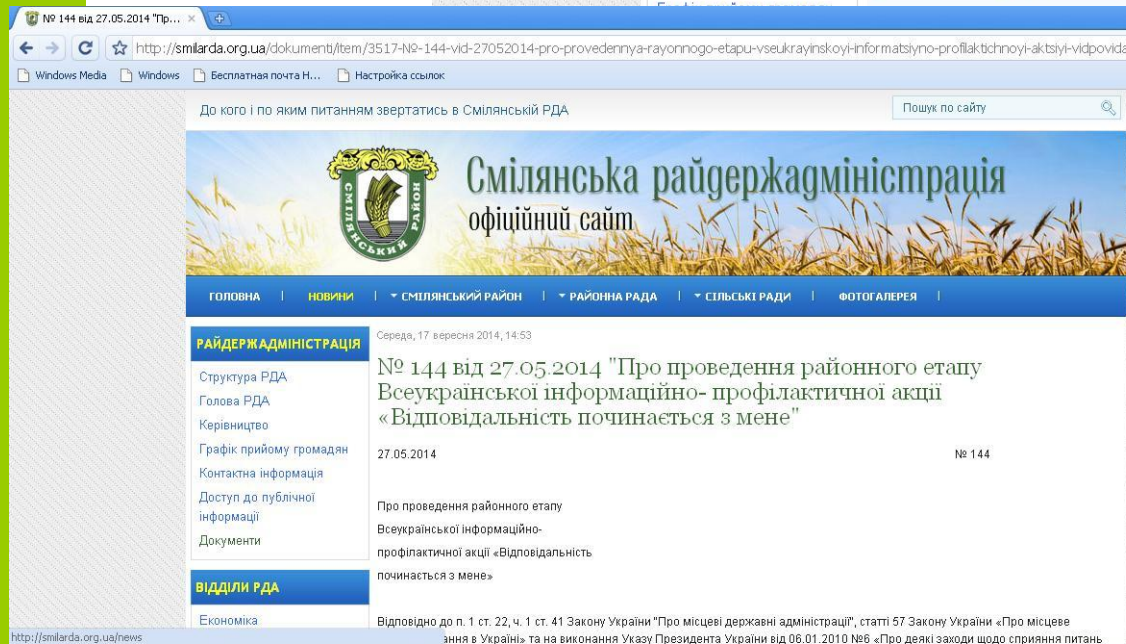 № 144 від 27.05.2014 "Пр...
http://smilarda.org.ua/dokumenti/item/3517-№-144-vid-27052014-pro-provedennya-rayonnogo-etapu-vseukrayinskoyi-informatsiyno-profilaktichnoyi-aktsiyi-vidpovida
Windows Media Windows Бесплатная почта H... Настройка ссылок
До кого і по яким питанням звертатись в Смілянській РДА
Пошук по сайту
СМІЛЯНСЬКИЙ РАЙОН
Смілянська райдержадміністрація
офіційний сайт
ГОЛОВНА НОВИНИ СМІЛЯНСЬКИЙ РАЙОН РАЙОННА РАДА СІЛЬСЬКІ РАДИ ФОТОГАЛЕРЕЯ
РАЙДЕРЖАДМІНІСТРАЦІЯ
Структура РДА
Голова РДА
Керівництво
Графік прийому громадян
Контактна інформація
Доступ до публічної
інформації
Документи
ВІДДІЛИ РДА
Економіка
Середа, 17 вересня 2014, 14:53
№ 144 від 27.05.2014 "Про проведення районного етапу
Всеукраїнської інформаційно- профілактичної акції
«Відповідальність починається з мене"
27.05.2014 № 144
Про проведення районного етапу
Всеукраїнської інформаційно-
профілактичної акції «Відповідальність
починається з мене»
Відповідно до п. 1 ст. 22, ч. 1 ст. 41 Закону України "Про місцеві державні адміністрації", статті 57 Закону України «Про місцеве
ання в Україні» та на виконання Указу Президента України від 06.01.2010 №6 «Про деякі заходи щодо сприяння питань
http://smilarda.org.ua/news